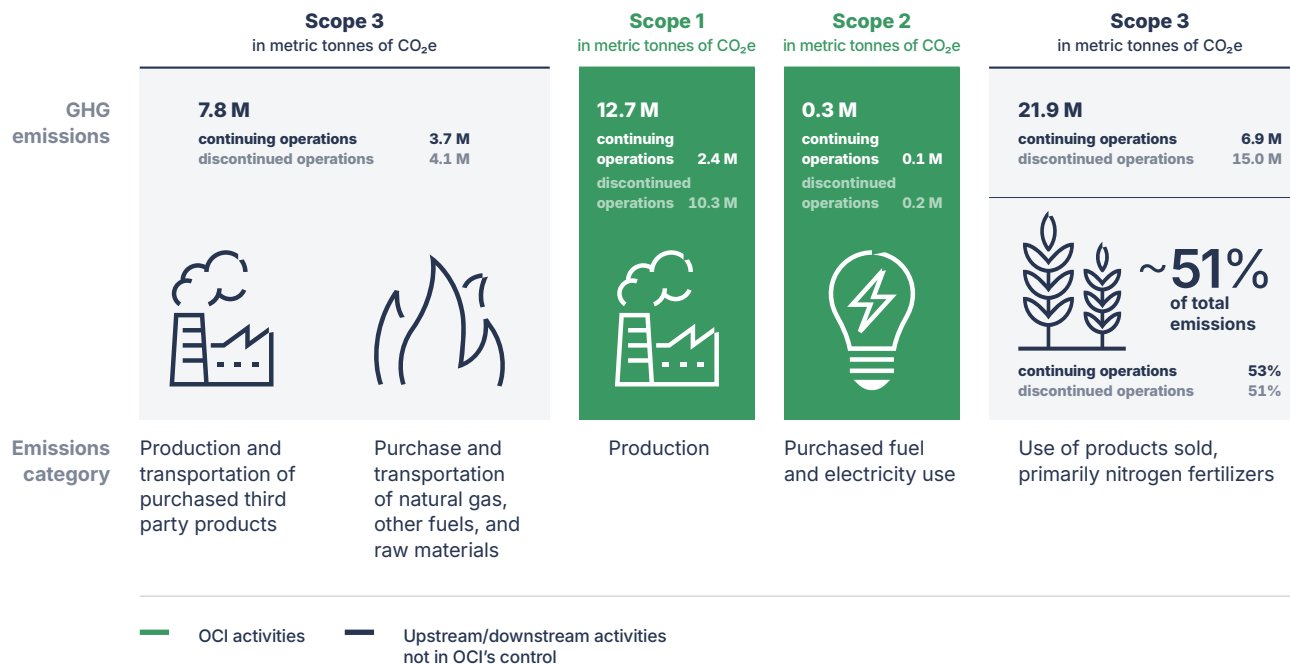 Scope 3
in metric tonnes of CO₂e
Scope 1
in metric tonnes of CO₂e
Scope 2
in metric tonnes of CO₂e
Scope 3
in metric tonnes of CO₂e
GHG
emissions
7.8 M
continuing operations 3.7 M
discontinued operations 4.1 M
12.7 M
continuing
operations 2.4 M
discontinued
operations 10.3 M
0.3 M
continuing
operations 0.1 M
discontinued
operations 0.2 M
21.9 M
continuing operations 6.9 M
discontinued operations 15.0 M
~51%
of total
emissions
continuing operations 53%
discontinued operations 51%
Emissions
category
Production and
transportation of
purchased third
party products
Purchase and
transportation
of natural gas,
other fuels, and
raw materials
Production
Purchased fuel
and electricity use
Use of products sold,
primarily nitrogen fertilizers
OCI activities
Upstream/downstream activities
not in OCI's control